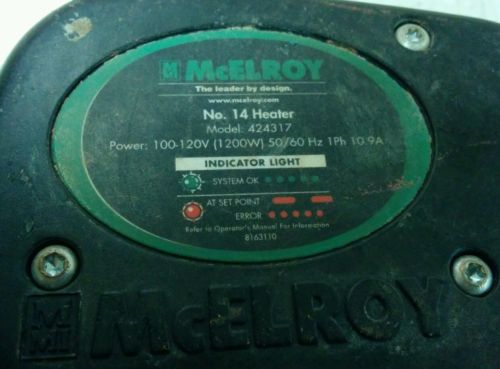 McELROY
The leader by design.
www.mcelroy.com
No. 14 Heater
Model: 424317
Power: 100-120V (1200W) 50/60 Hz 1Ph 10.9A
INDICATOR LIGHT
SYSTEM OK
AT SET POINT
ERROR
Refer to Operator's Manual For Information
8163110
McELROY